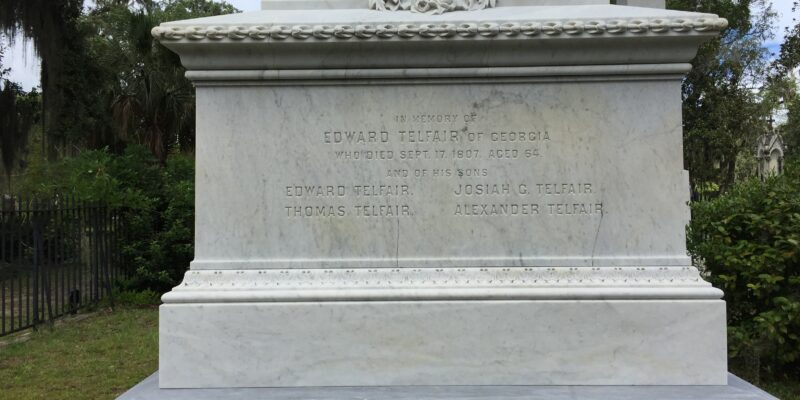 IN MEMORY OF
EDWARD TELFAIR OF GEORGIA
WHO DIED SEPT. 17. 1807. AGED 64.
AND OF HIS SONS
EDWARD TELFAIR. JOSIAH G. TELFAIR.
THOMAS TELFAIR. ALEXANDER TELFAIR.